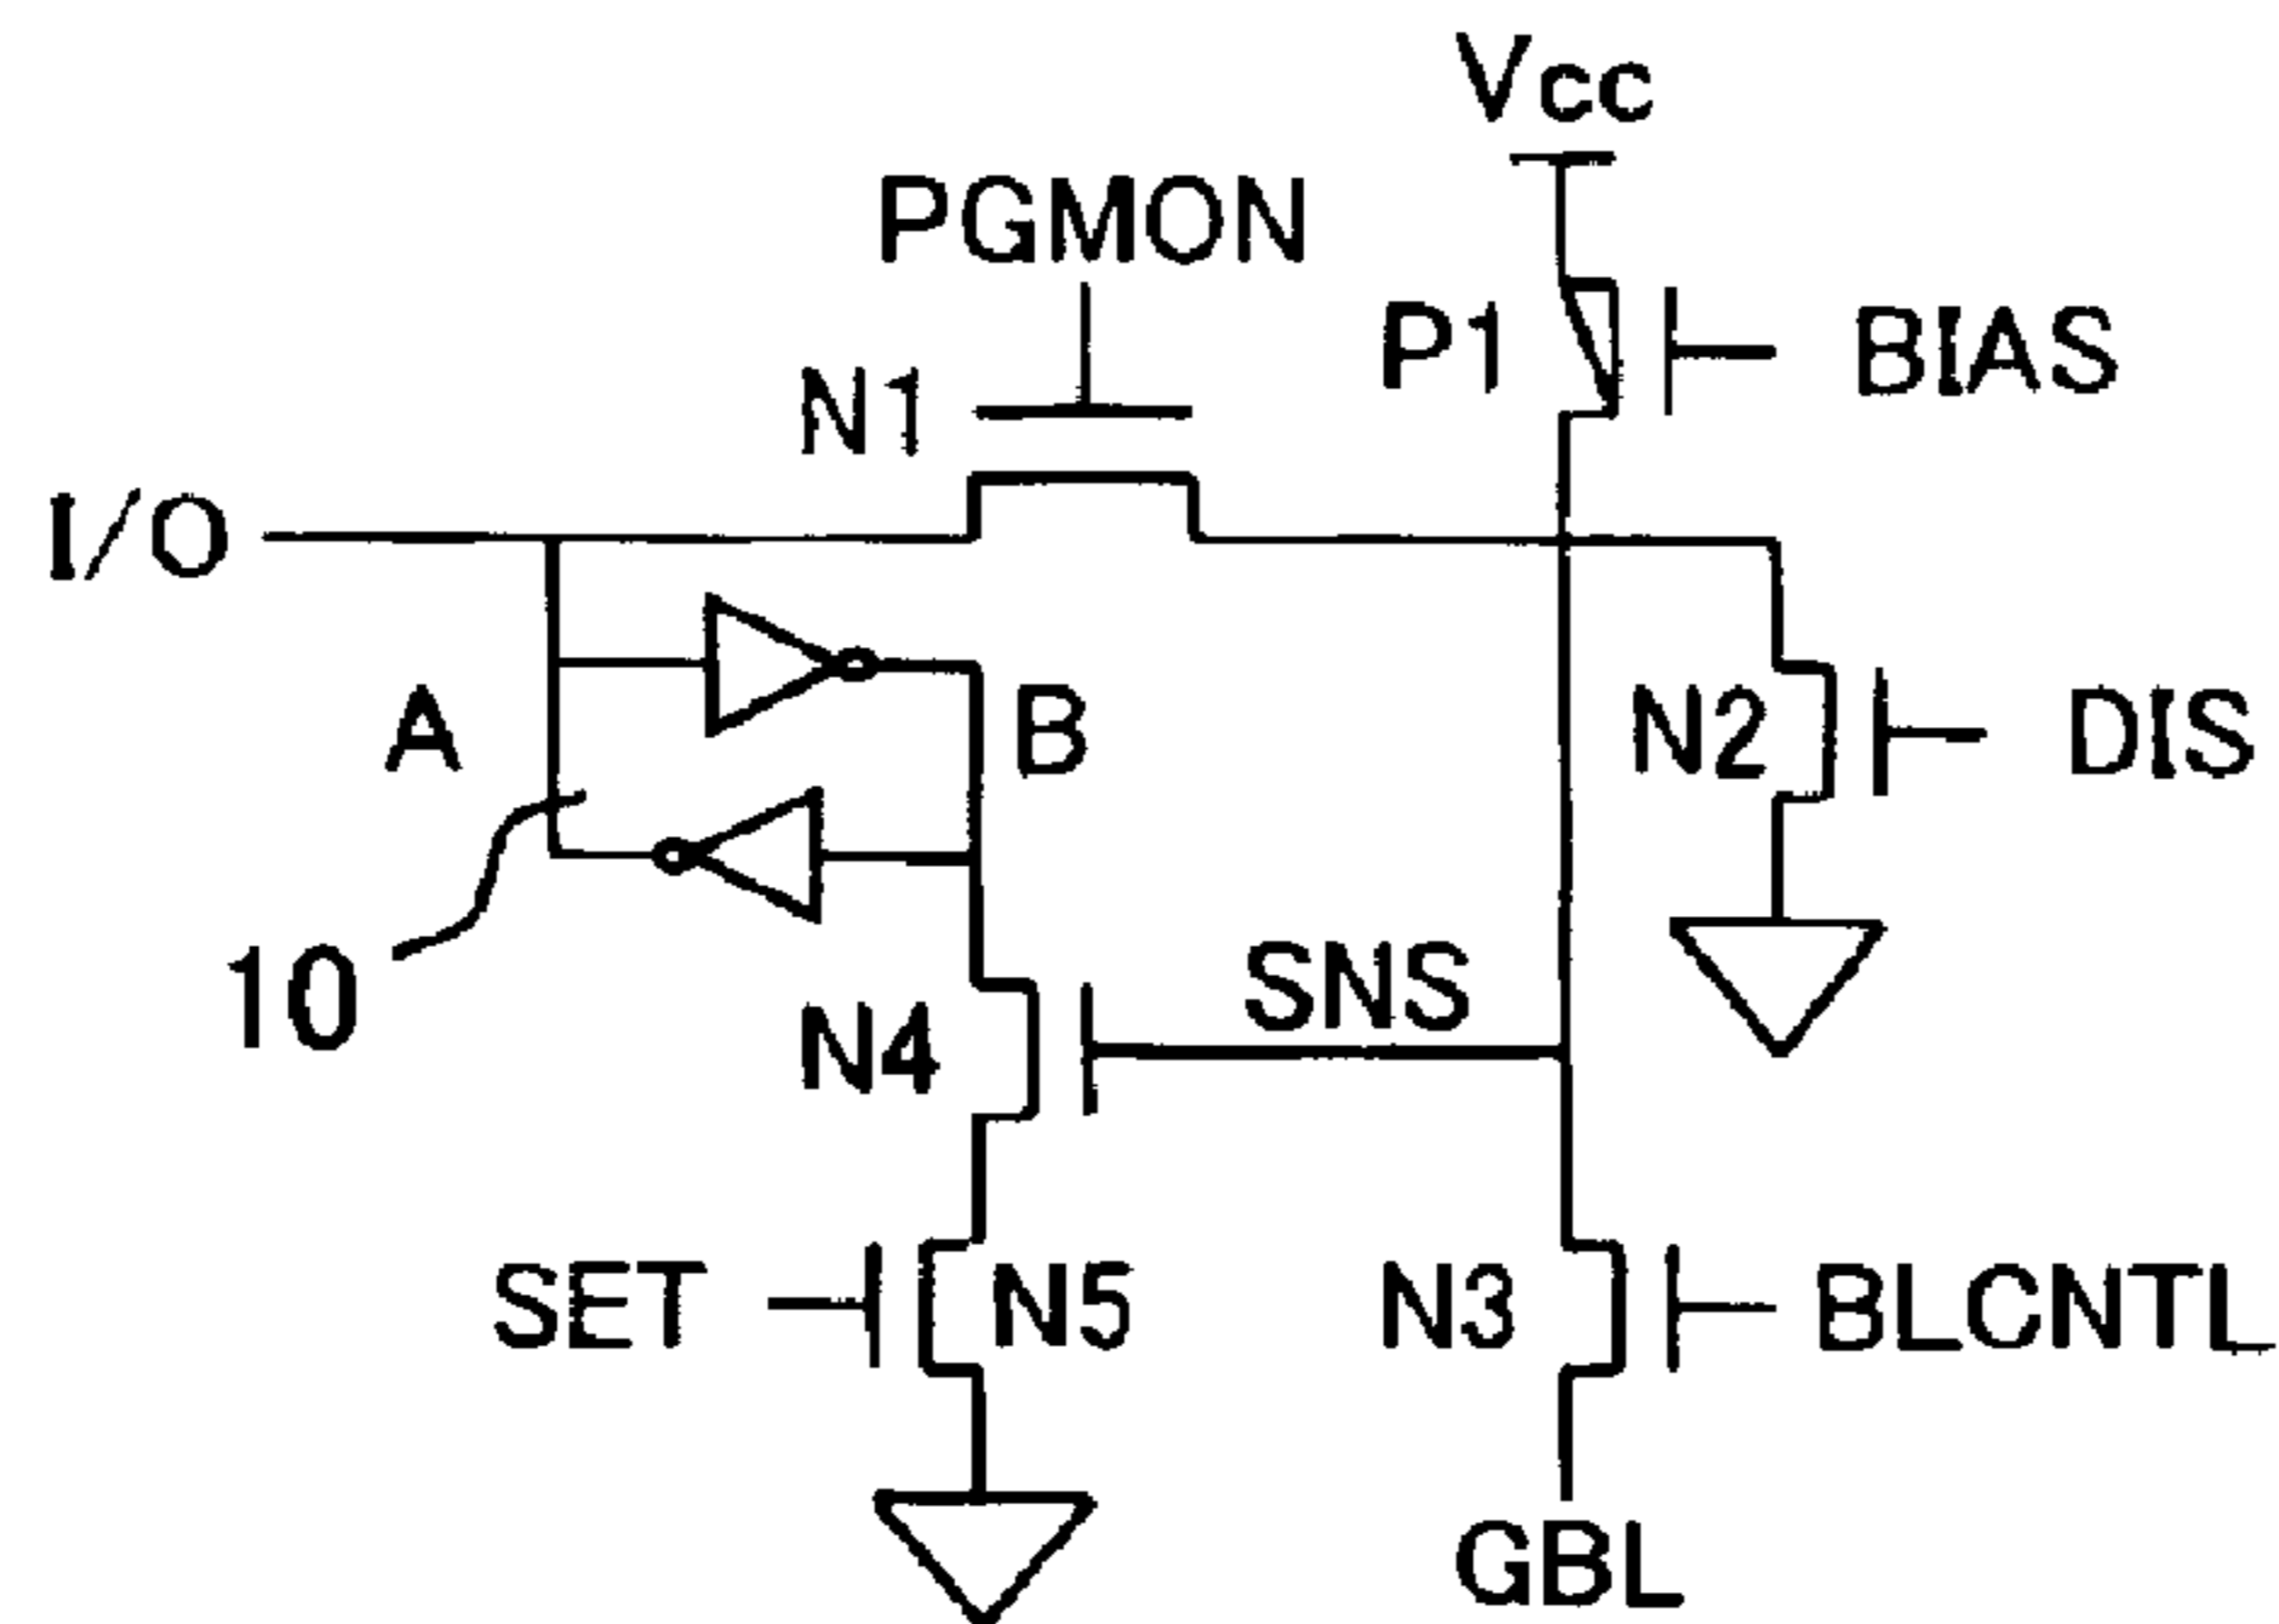 Vcc
PGMON
P1
BIAS
N1
I/O
A
B
N2
DIS
10
SNS
N4
SET
N5
N3
BLCNTL
GBL